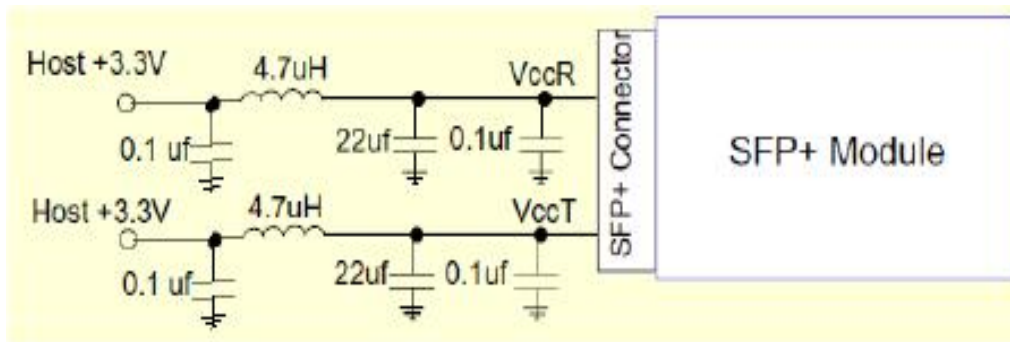 Host +3.3V
4.7uH
VccR
0.1 uf
22uf
0.1uf
Host +3.3V
4.7uH
VccT
0.1 uf
22uf
0.1uf
SFP+ Connector
SFP+ Module